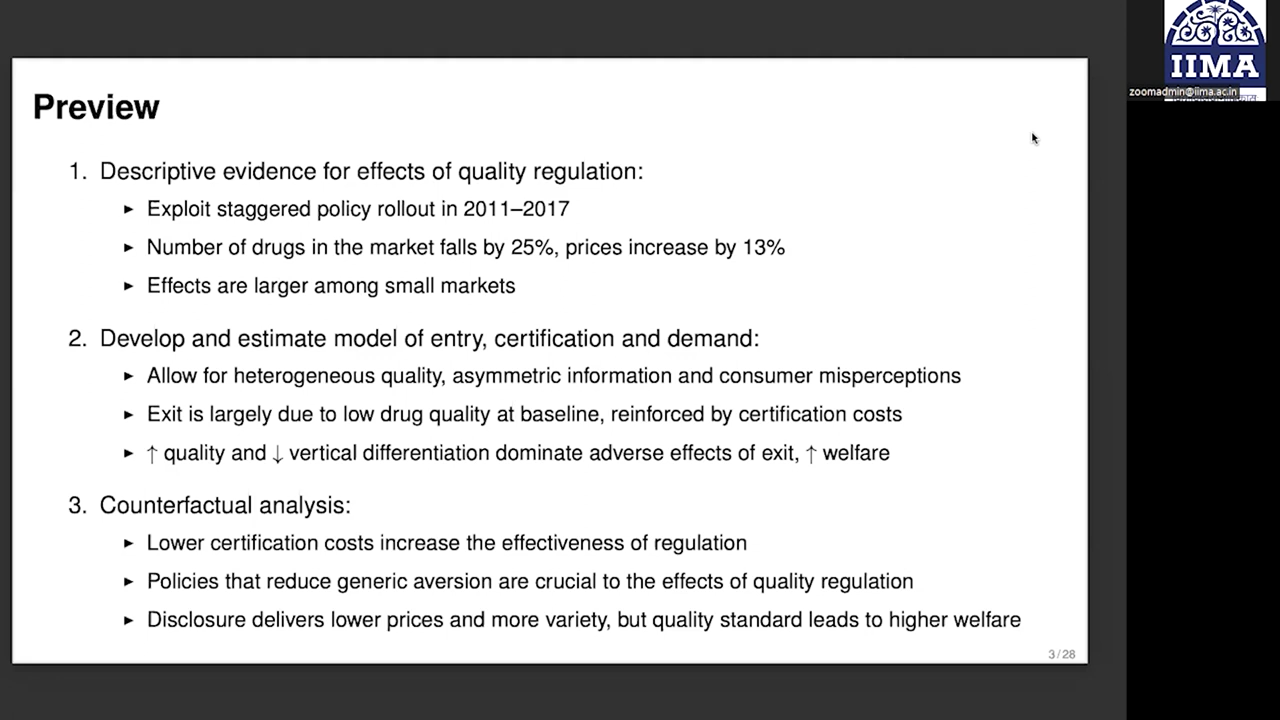 Preview
1. Descriptive evidence for effects of quality regulation:
▸ Exploit staggered policy rollout in 2011–2017
▸ Number of drugs in the market falls by 25%, prices increase by 13%
▸ Effects are larger among small markets
2. Develop and estimate model of entry, certification and demand:
▸ Allow for heterogeneous quality, asymmetric information and consumer misperceptions
▸ Exit is largely due to low drug quality at baseline, reinforced by certification costs
▸ ↑ quality and ↓ vertical differentiation dominate adverse effects of exit, ↑ welfare
3. Counterfactual analysis:
▸ Lower certification costs increase the effectiveness of regulation
▸ Policies that reduce generic aversion are crucial to the effects of quality regulation
▸ Disclosure delivers lower prices and more variety, but quality standard leads to higher welfare
3 / 28
IIMA
zoomadmin@iima.ac.in